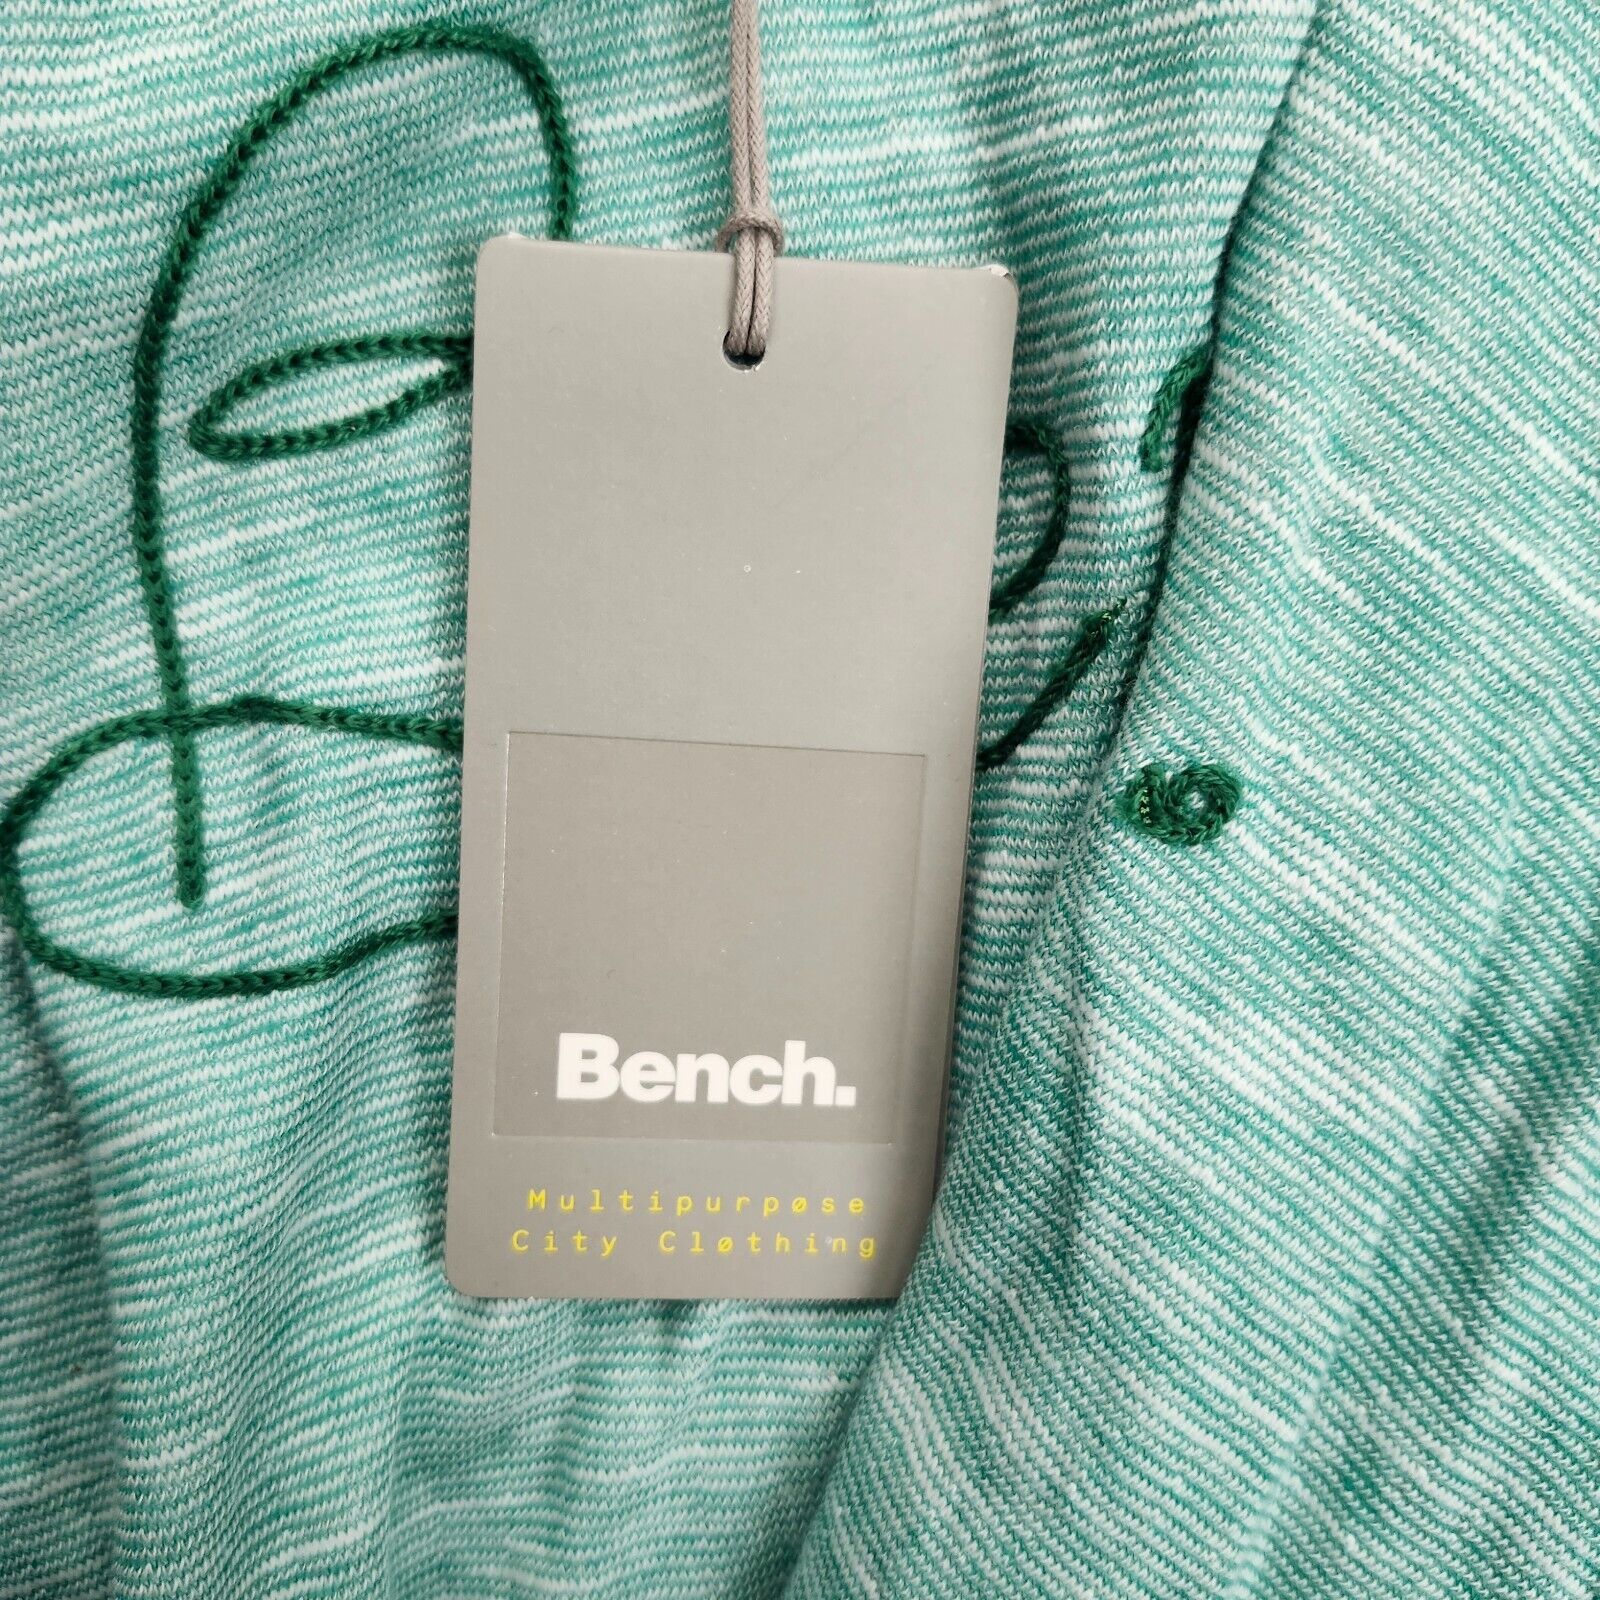 Bench.
Multipurpøse
City Cløthing